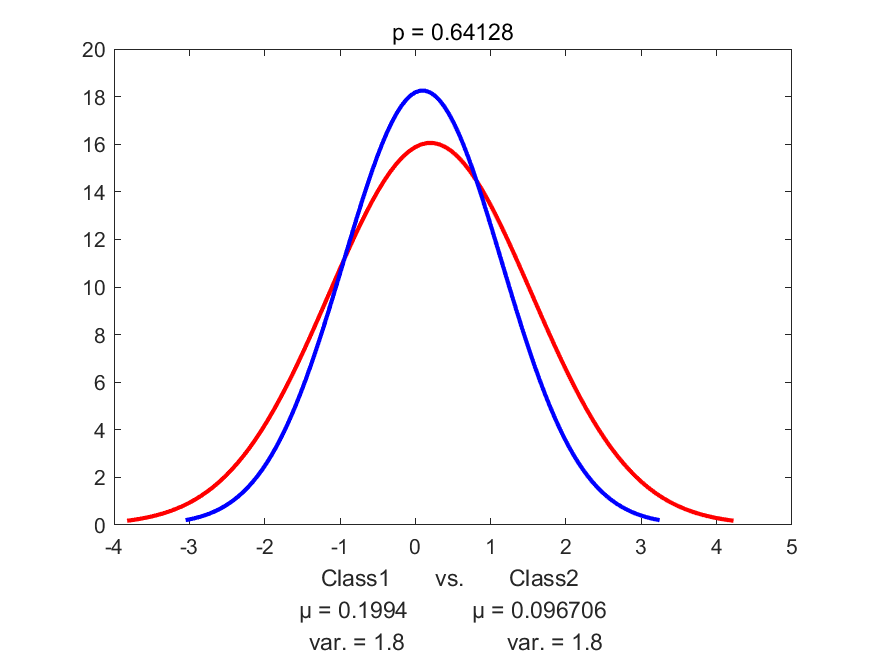 p = 0.64128
20
18
16
14
12
10
8
6
4
2
0
-4 -3 -2 -1 0 1 2 3 4 5
Class1 vs. Class2
μ = 0.1994 μ = 0.096706
var. = 1.8 var. = 1.8